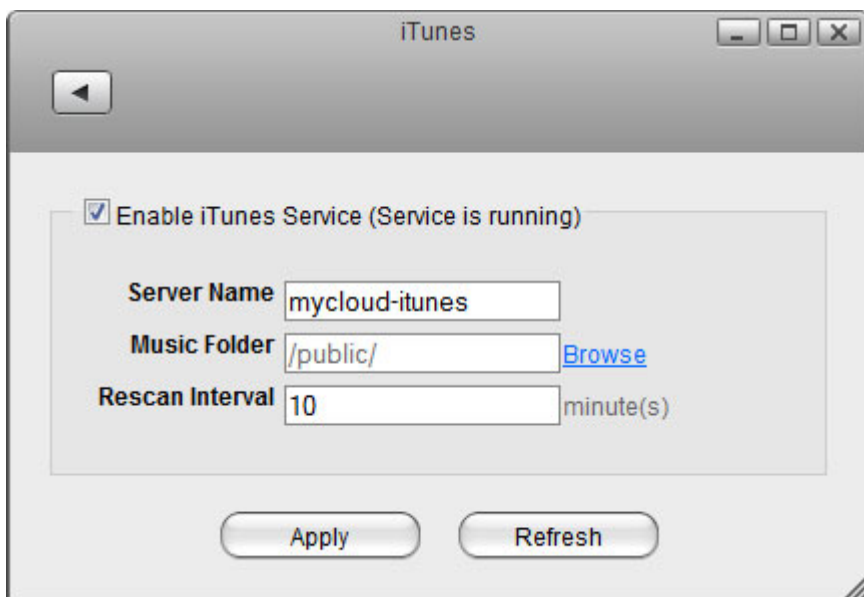 iTunes
Enable iTunes Service (Service is running)
Server Name mycloud-itunes
Music Folder /public/ Browse
Rescan Interval 10 minute(s)
Apply Refresh